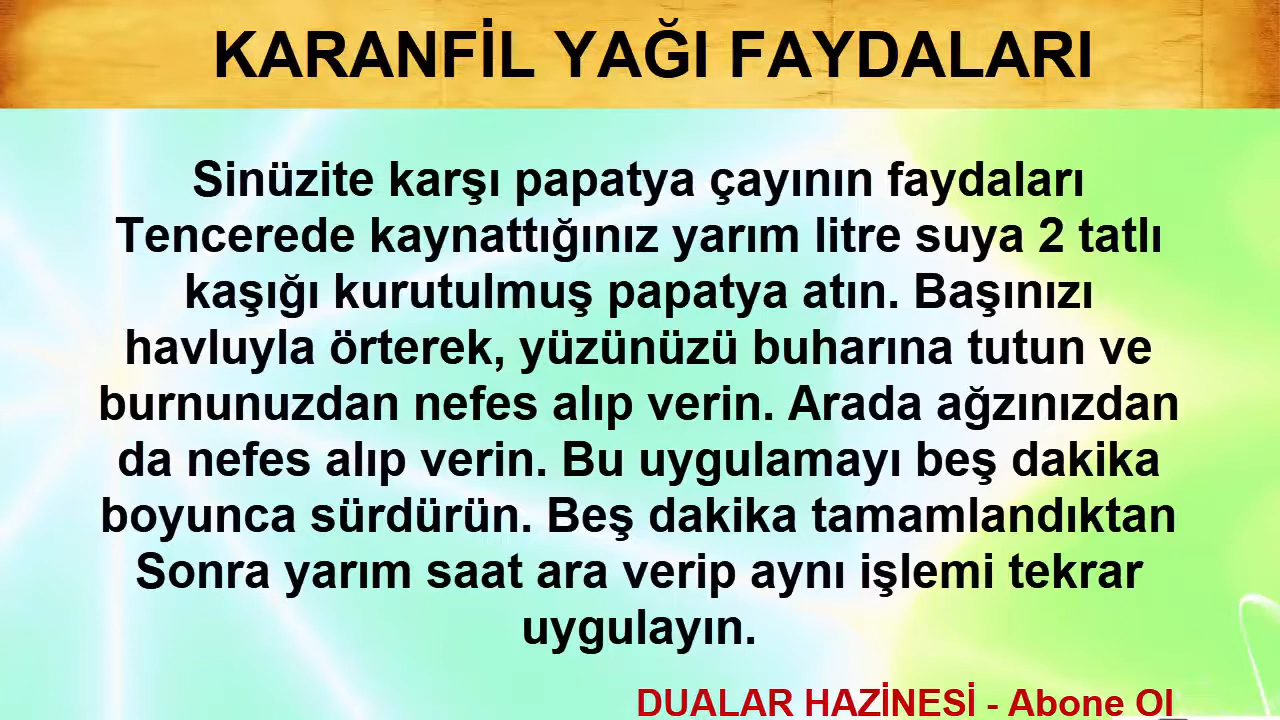 KARANFİL YAĞI FAYDALARI
Sinüzite karşı papatya çayının faydaları
Tencerede kaynattığınız yarım litre suya 2 tatlı
kaşığı kurutulmuş papatya atın. Başınızı
havluyla örterek, yüzünüzü buharına tutun ve
burnunuzdan nefes alıp verin. Arada ağzınızdan
da nefes alıp verin. Bu uygulamayı beş dakika
boyunca sürdürün. Beş dakika tamamlandıktan
Sonra yarım saat ara verip aynı işlemi tekrar
uygulayın.
DUALAR HAZİNESİ - Abone Ol